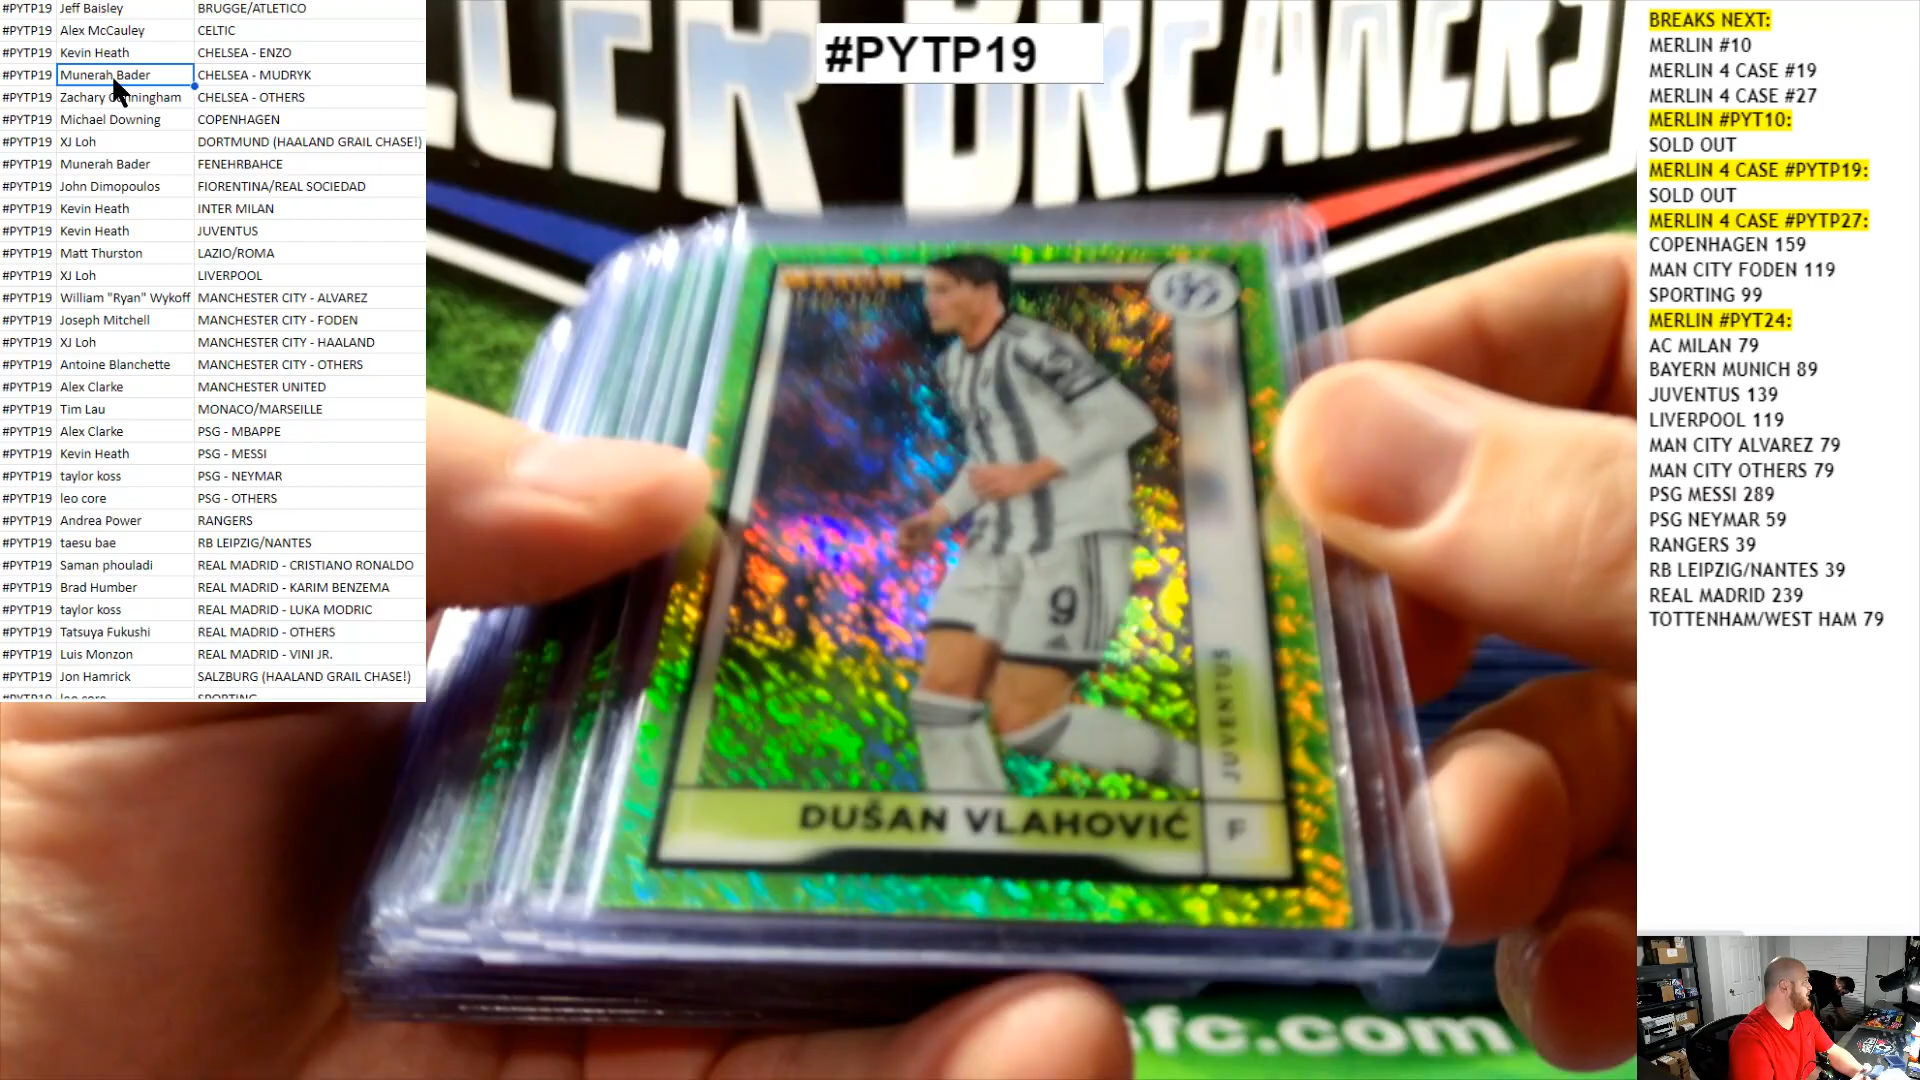 #PYTP19 Jeff Baisley BRUGGE/ATLETICO
#PYTP19 Alex McCauley CELTIC
#PYTP19 Kevin Heath CHELSEA - ENZO
#PYTP19 Munerah Bader CHELSEA - MUDRYK
#PYTP19 Zachary CHELSEA - OTHERS
#PYTP19 Michael Downing COPENHAGEN
#PYTP19 XJ Loh DORTMUND (HAALAND GRAIL CHASE!)
#PYTP19 Munerah Bader FENEHRBAHCE
#PYTP19 John Dimopoulos FIORENTINA/REAL SOCIEDAD
#PYTP19 Kevin Heath INTER MILAN
#PYTP19 Kevin Heath JUVENTUS
#PYTP19 Matt Thurston LAZIO/ROMA
#PYTP19 XJ Loh LIVERPOOL
#PYTP19 William "Ryan" Wykoff MANCHESTER CITY - ALVAREZ
#PYTP19 Joseph Mitchell MANCHESTER CITY - FODEN
#PYTP19 XJ Loh MANCHESTER CITY - HAALAND
#PYTP19 Antoine Blanchette MANCHESTER CITY - OTHERS
#PYTP19 Alex Clarke MANCHESTER UNITED
#PYTP19 Tim Lau MONACO/MARSEILLE
#PYTP19 Alex Clarke PSG - MBAPPE
#PYTP19 Kevin Heath PSG - MESSI
#PYTP19 taylor koss PSG - NEYMAR
#PYTP19 leo core PSG - OTHERS
#PYTP19 Andrea Power RANGERS
#PYTP19 taesu bae RB LEIPZIG/NANTES
#PYTP19 Saman phouladi REAL MADRID - CRISTIANO RONALDO
#PYTP19 Brad Humber REAL MADRID - KARIM BENZEMA
#PYTP19 taylor koss REAL MADRID - LUKA MODRIC
#PYTP19 Tatsuya Fukushi REAL MADRID - OTHERS
#PYTP19 Luis Monzon REAL MADRID - VINI JR.
#PYTP19 Jon Hamrick SALZBURG (HAALAND GRAIL CHASE!)
#PYTP19
BREAKERS
MERLIN
JUVENTUS
9
DUŠAN VLAHOVIĆ
F
fc.com
BREAKS NEXT:
MERLIN #10
MERLIN 4 CASE #19
MERLIN 4 CASE #27
MERLIN #PYT10:
SOLD OUT
MERLIN 4 CASE #PYTP19:
SOLD OUT
MERLIN 4 CASE #PYTP27:
COPENHAGEN 159
MAN CITY FODEN 119
SPORTING 99
MERLIN #PYT24:
AC MILAN 79
BAYERN MUNICH 89
JUVENTUS 139
LIVERPOOL 119
MAN CITY ALVAREZ 79
MAN CITY OTHERS 79
PSG MESSI 289
PSG NEYMAR 59
RANGERS 39
RB LEIPZIG/NANTES 39
REAL MADRID 239
TOTTENHAM/WEST HAM 79